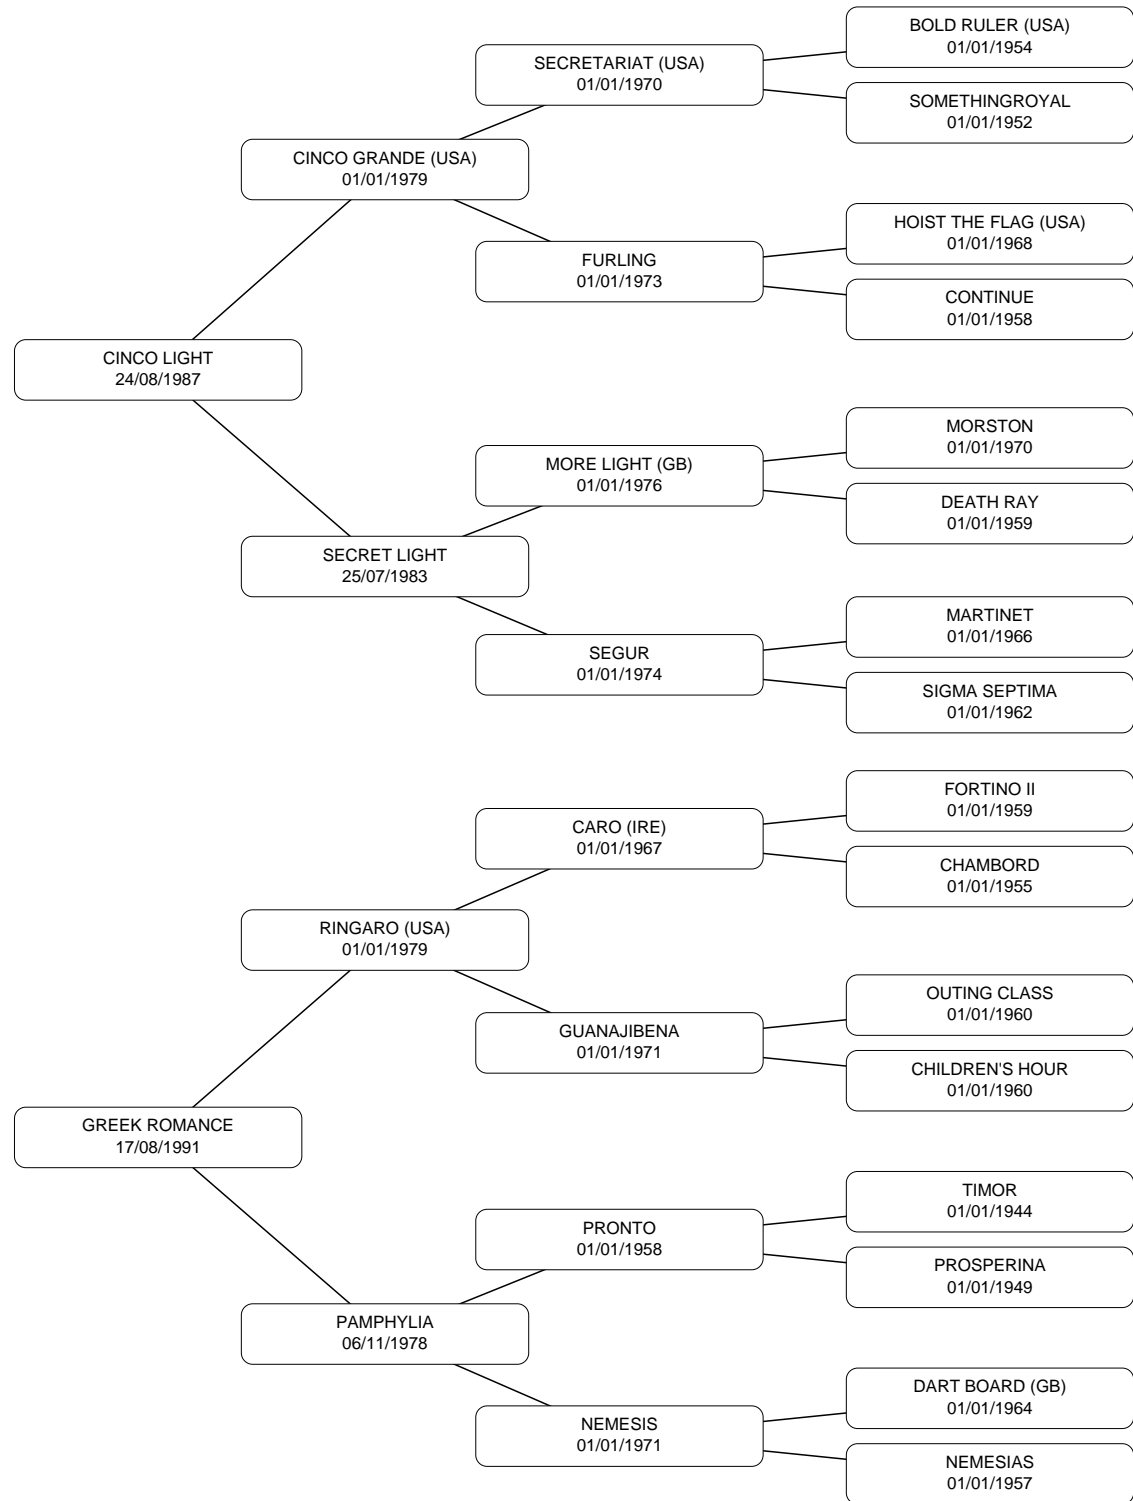 BOLD RULER (USA)
01/01/1954
SECRETARIAT (USA)
01/01/1970
SOMETHINGROYAL
01/01/1952
CINCO GRANDE (USA)
01/01/1979
HOIST THE FLAG (USA)
01/01/1968
FURLING
01/01/1973
CONTINUE
01/01/1958
CINCO LIGHT
24/08/1987
MORSTON
01/01/1970
MORE LIGHT (GB)
01/01/1976
DEATH RAY
01/01/1959
SECRET LIGHT
25/07/1983
MARTINET
01/01/1966
SEGUR
01/01/1974
SIGMA SEPTIMA
01/01/1962
FORTINO II
01/01/1959
CARO (IRE)
01/01/1967
CHAMBORD
01/01/1955
RINGARO (USA)
01/01/1979
OUTING CLASS
01/01/1960
GUANAJIBENA
01/01/1971
CHILDREN'S HOUR
01/01/1960
GREEK ROMANCE
17/08/1991
TIMOR
01/01/1944
PRONTO
01/01/1958
PROSPERINA
01/01/1949
PAMPHYLIA
06/11/1978
DART BOARD (GB)
01/01/1964
NEMESIS
01/01/1971
NEMESIAS
01/01/1957